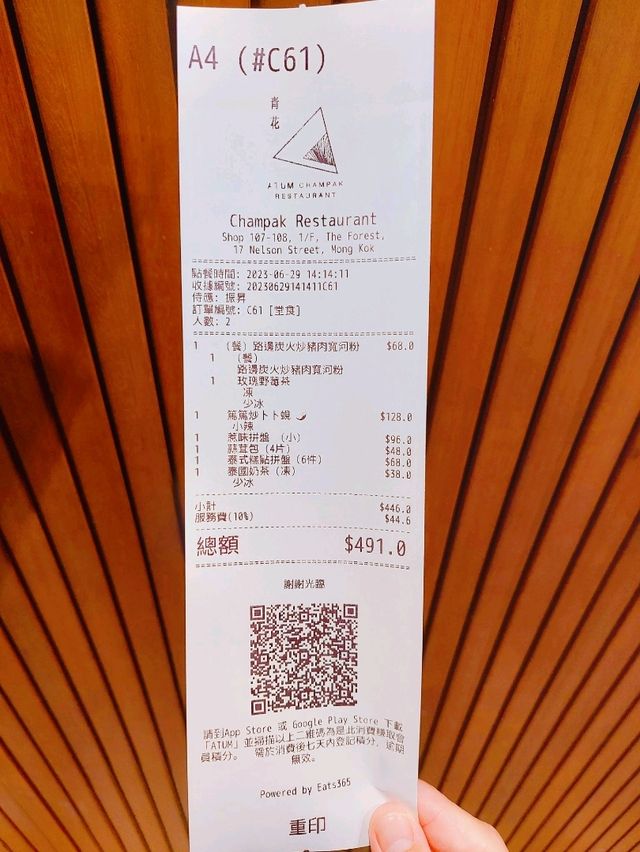 A4 (#C61)
青
花
ATUM CHAMPAK
RESTAURANT
Champak Restaurant
Shop 107-108, 1/F, The Forest,
17 Nelson Street, Mong Kok
點餐時間: 2023-06-29 14:14:11
收據編號: 20230629141411C61
侍應: 振昇
訂單編號: C61 [堂食]
人數: 2
1 (餐) 路邊炭火炒豬肉寬河粉 $68.0
1 (餐)
路邊炭火炒豬肉寬河粉
1 玫瑰野莓茶
凍
少冰
1 篤篤炒卜卜蜆 $128.0
小辣
1 惹味拼盤 (小) $96.0
1 蒜茸包 (4片) $48.0
1 泰式糕點拼盤 (6件) $68.0
1 泰國奶茶 (凍) $38.0
少冰
小計 $446.0
服務費(10%) $44.6
總額 $491.0
謝謝光臨
請到App Store 或 Google Play Store 下載
「ATUM」並掃描以上二維碼為是此消費賺取會
員積分。 需於消費後七天內登記積分, 逾期
無效。
Powered by Eats365
重印